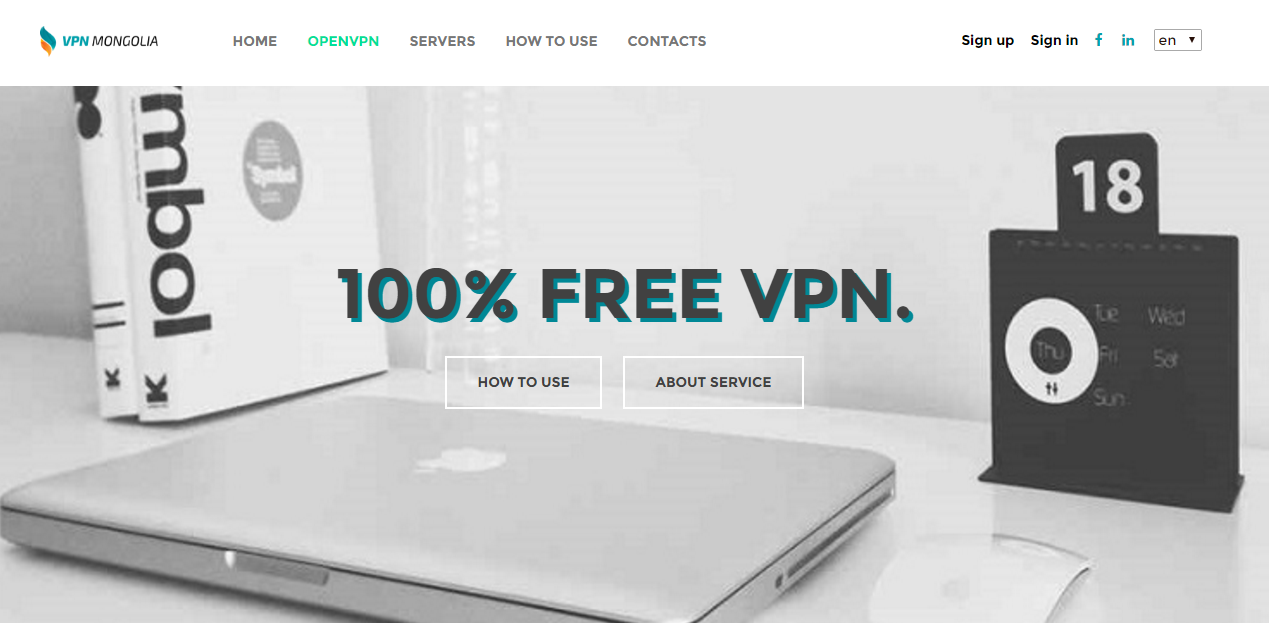 VPN MONGOLIA
HOME OPENVPN SERVERS HOW TO USE CONTACTS
Sign up Sign in f in en
mbol
Symbol
K
K
18
100% FREE VPN.
Tue Wed
Thu Fri Sat
Sun
HOW TO USE ABOUT SERVICE